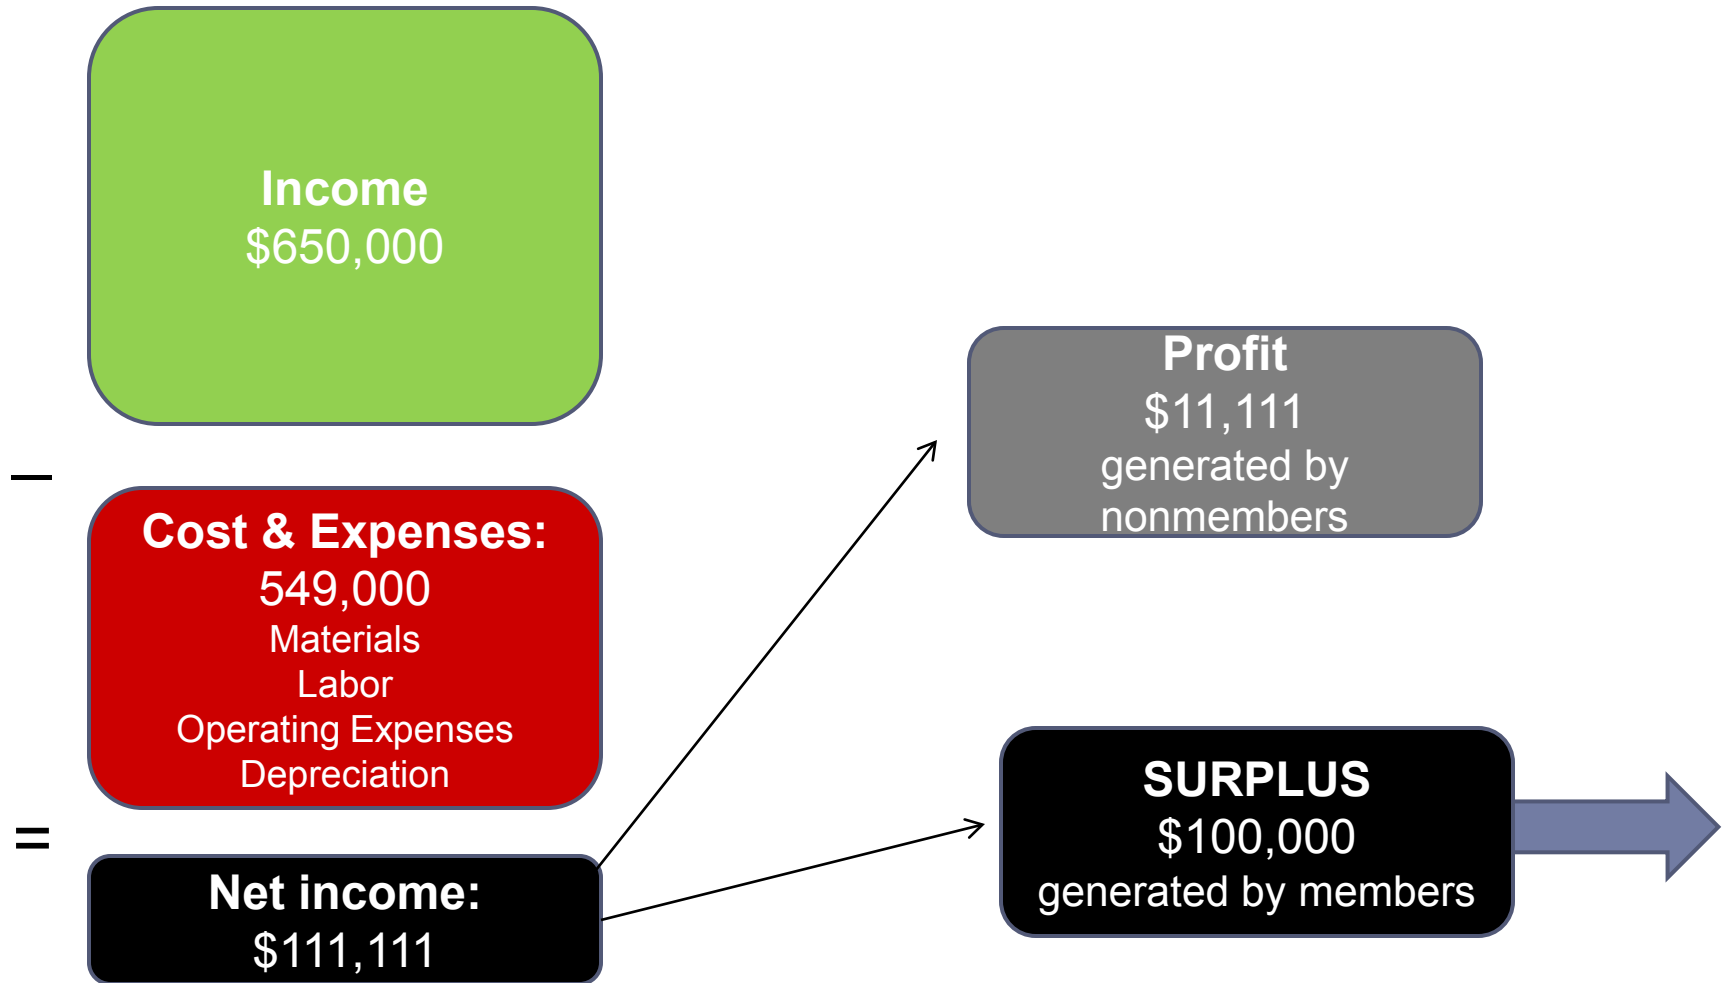 Income
$650,000
—
Cost & Expenses:
549,000
Materials
Labor
Operating Expenses
Depreciation
=
Net income:
$111,111
Profit
$11,111
generated by
nonmembers
SURPLUS
$100,000
generated by members